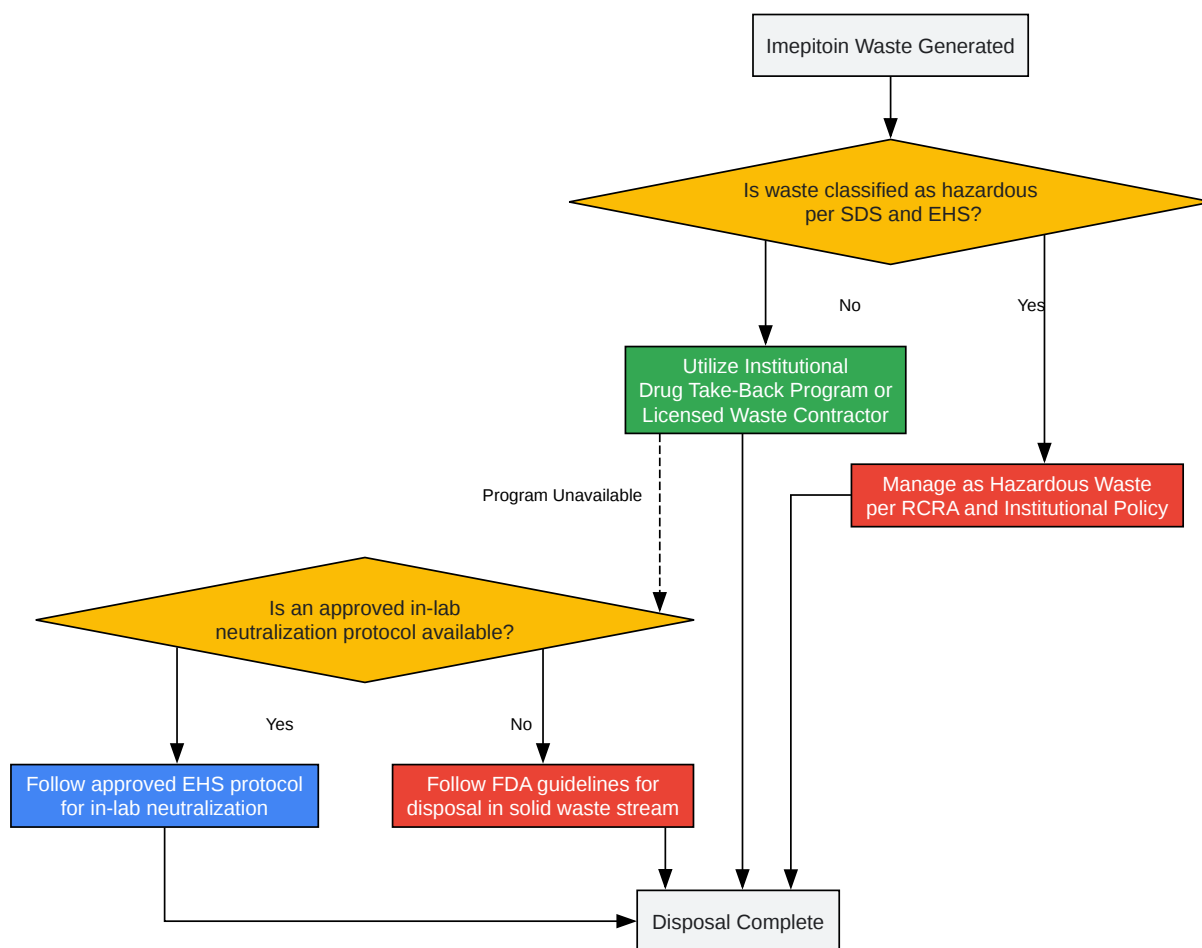 Imepitoin Waste Generated
Is waste classified as hazardous
per SDS and EHS?
No
Yes
Utilize Institutional
Drug Take-Back Program or
Licensed Waste Contractor
Manage as Hazardous Waste
per RCRA and Institutional Policy
Program Unavailable
Is an approved in-lab
neutralization protocol available?
Yes
No
Follow approved EHS protocol
for in-lab neutralization
Follow FDA guidelines for
disposal in solid waste stream
Disposal Complete